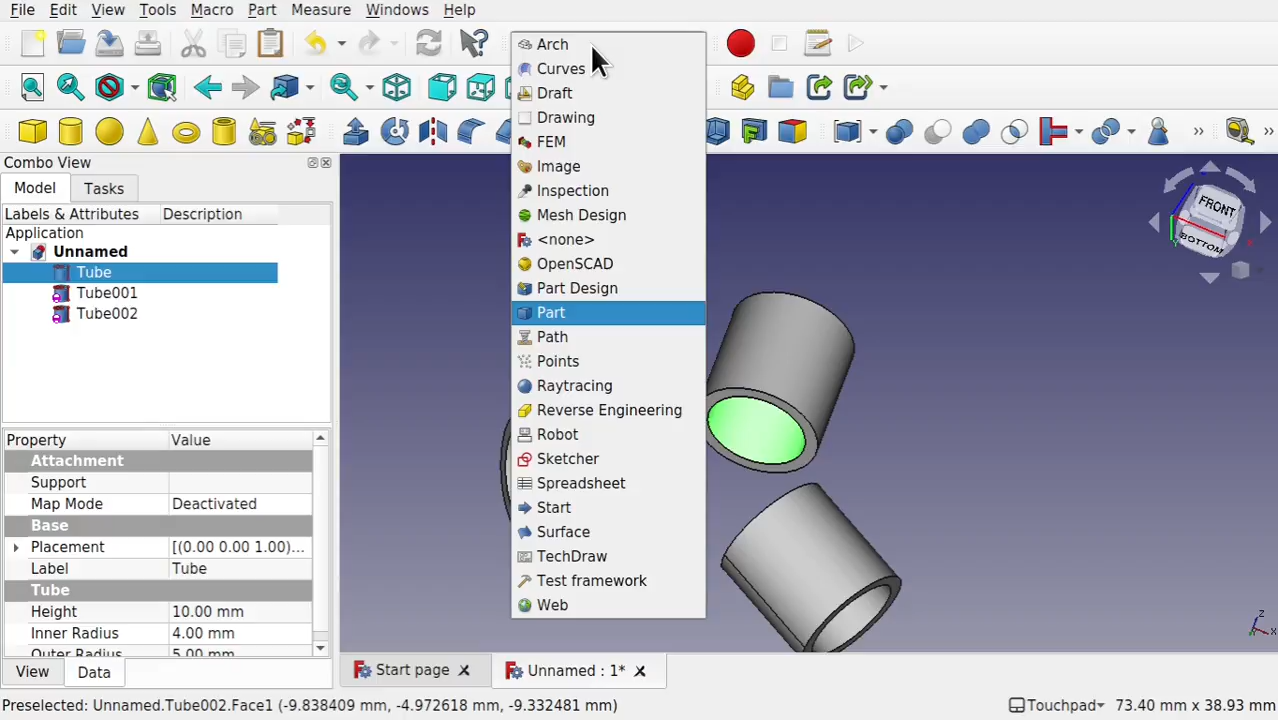 File Edit View Tools Macro Part Measure Windows Help
Combo View
Model Tasks
Labels & Attributes Description
Application
Unnamed
Tube
Tube001
Tube002
Property Value
Attachment
Support
Map Mode Deactivated
Base
Placement [(0.00 0.00 1.00)...
Label Tube
Tube
Height 10.00 mm
Inner Radius 4.00 mm
Outer Radius 5.00 mm
View Data
Arch
Curves
Draft
Drawing
FEM
Image
Inspection
Mesh Design
<none>
OpenSCAD
Part Design
Part
Path
Points
Raytracing
Reverse Engineering
Robot
Sketcher
Spreadsheet
Start
Surface
TechDraw
Test framework
Web
FRONT
BOTTOM
Z
X
Start page
Unnamed : 1*
Preselected: Unnamed.Tube002.Face1 (-9.838409 mm, -4.972618 mm, -9.332481 mm)
Touchpad 73.40 mm x 38.93 mm